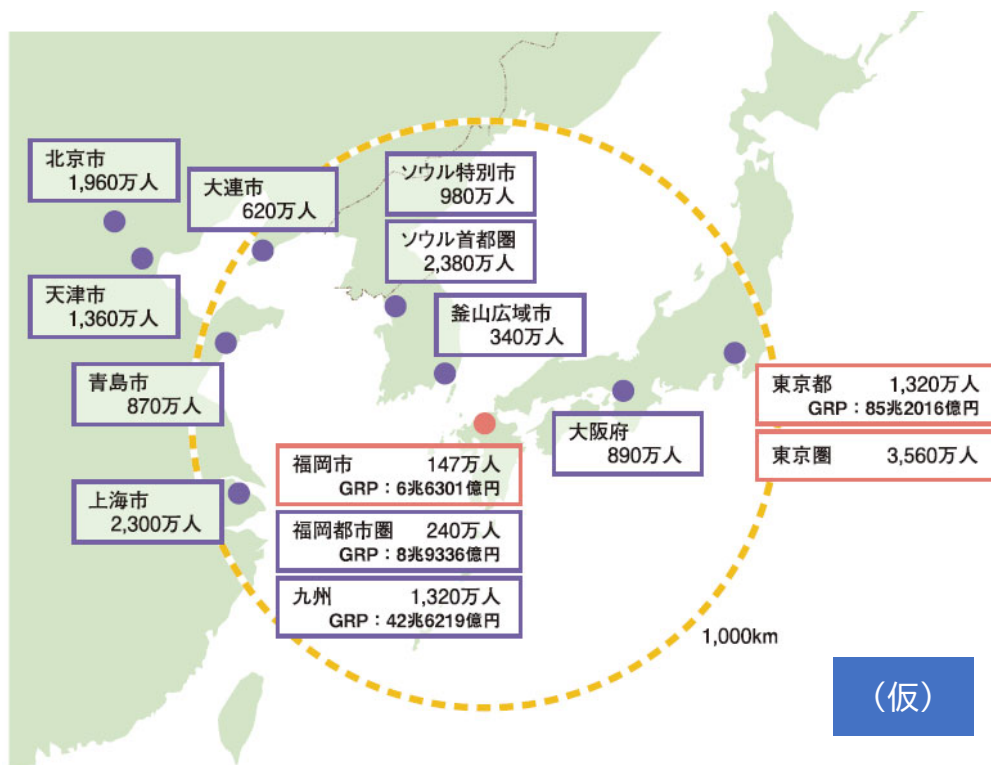 北京市
1,960万人
大連市
620万人
ソウル特別市
980万人
ソウル首都圏
2,380万人
天津市
1,360万人
釜山広域市
340万人
青島市
870万人
東京都 1,320万人
GRP：85兆2016億円
大阪府
890万人
東京圏 3,560万人
福岡市 147万人
GRP：6兆6301億円
上海市
2,300万人
福岡都市圏 240万人
GRP：8兆9336億円
九州 1,320万人
GRP：42兆6219億円
1,000km
（仮）